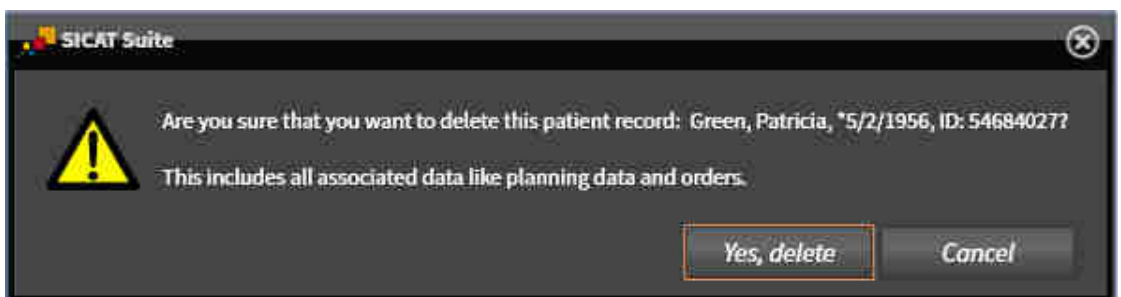 SICAT Suite
Are you sure that you want to delete this patient record: Green, Patricia, *5/2/1956, ID: 54684027?
This includes all associated data like planning data and orders.
Yes, delete Cancel